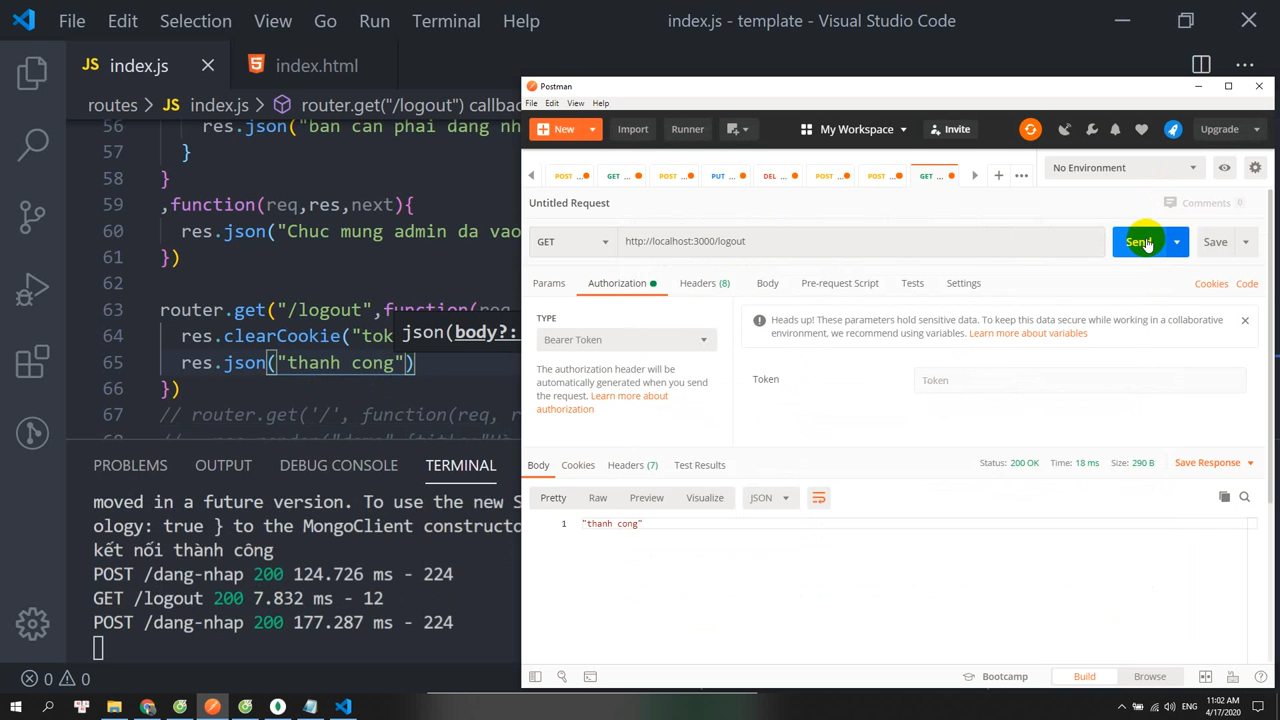 File Edit Selection View Go Run Terminal Help
index.js - template - Visual Studio Code
JS index.js
index.html
routes > JS index.js > router.get("/logout") callba
56 res.json("ban can phai dang nh
57 }
58 }
59 ,function(req,res,next){
60 res.json("Chuc mung admin da vao
61 })
62
63 router.get("/logout",function(req
json(body?:
64 res.clearCookie("tok
65 res.json("thanh cong")
66 })
67 // router.get('/', function(req, r
PROBLEMS OUTPUT DEBUG CONSOLE TERMINAL
moved in a future version. To use the new S
ology: true } to the MongoClient constructo
kết nối thành công
POST /dang-nhap 200 124.726 ms - 224
GET /logout 200 7.832 ms - 12
POST /dang-nhap 200 177.287 ms - 224
0 0
Postman
File Edit View Help
New Import Runner My Workspace Invite Upgrade
POST ... GET ... POST ... PUT ... DEL ... POST ... POST ... GET ...
No Environment
Untitled Request
Comments 0
GET http://localhost:3000/logout Send Save
Params Authorization Headers (8) Body Pre-request Script Tests Settings Cookies Code
TYPE
Bearer Token
The authorization header will be
automatically generated when you send
the request. Learn more about
authorization
Heads up! These parameters hold sensitive data. To keep this data secure while working in a collaborative
environment, we recommend using variables. Learn more about variables
Token Token
Body Cookies Headers (7) Test Results Status: 200 OK Time: 18 ms Size: 290 B Save Response
Pretty Raw Preview Visualize JSON
1 "thanh cong"
Bootcamp Build Browse
ENG
11:02 AM
4/17/2020